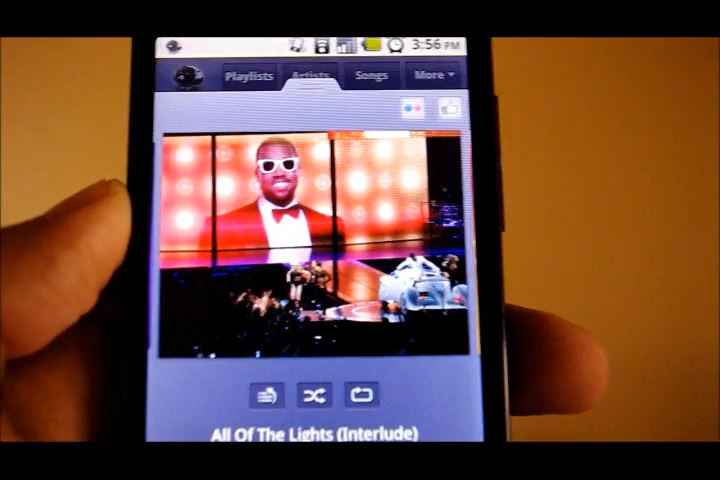 3:56 PM
Playlists Artists Songs More
All Of The Lights (Interlude)